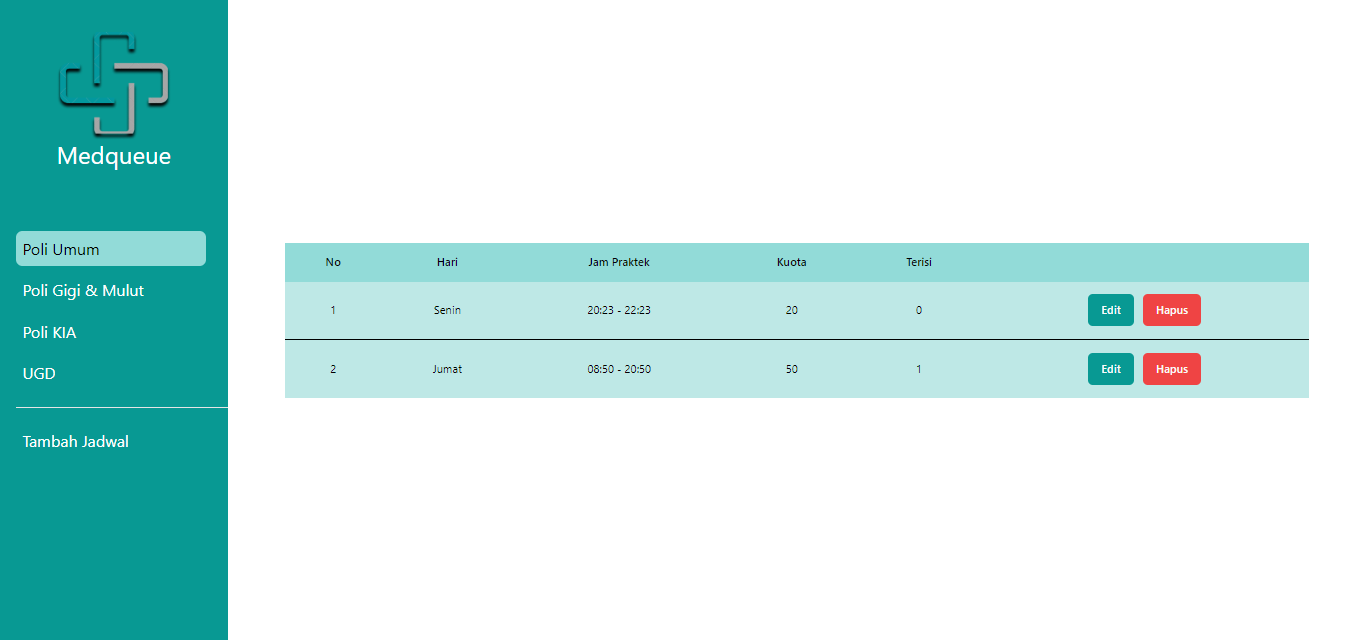 Medqueue
Poli Umum
Poli Gigi & Mulut
Poli KIA
UGD
Tambah Jadwal
No Hari Jam Praktek Kuota Terisi
1 Senin 20:23 - 22:23 20 0 Edit Hapus
2 Jumat 08:50 - 20:50 50 1 Edit Hapus